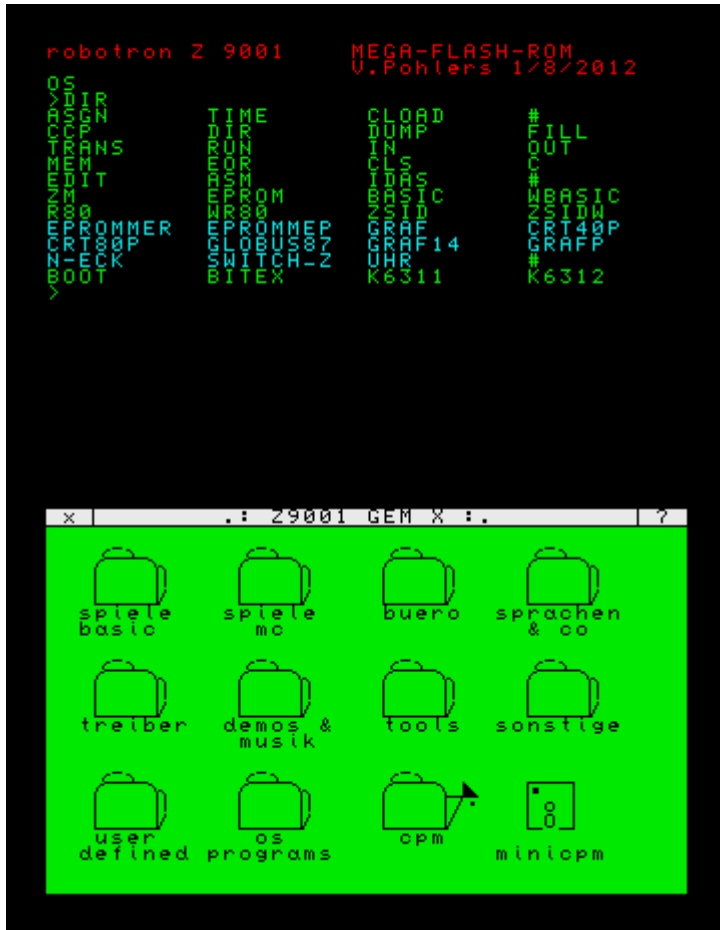 robotron Z 9001 MEGA-FLASH-ROM
V.Pohlers 1/8/2012
OS
>DIR
ASGN TIME CLOAD #
CCP DIR DUMP FILL
TRANS RUN IN OUT
MEM EOR CLS C
EDIT ASM IDAS #
ZM EPROM BASIC WBASIC
R80 WR80 ZSID ZSIDW
EPROMMER EPROMMEP GRAF CRT40P
CRT80P GLOBUS87 GRAF14 GRAFP
N-ECK SWITCH_Z UHR #
BOOT BITEX K6311 K6312
>
x .: Z9001 GEM X :. ?
spiele spiele buero sprachen
basic mc & co
treiber demos & tools sonstige
musik
user os cpm
defined programs minicpm